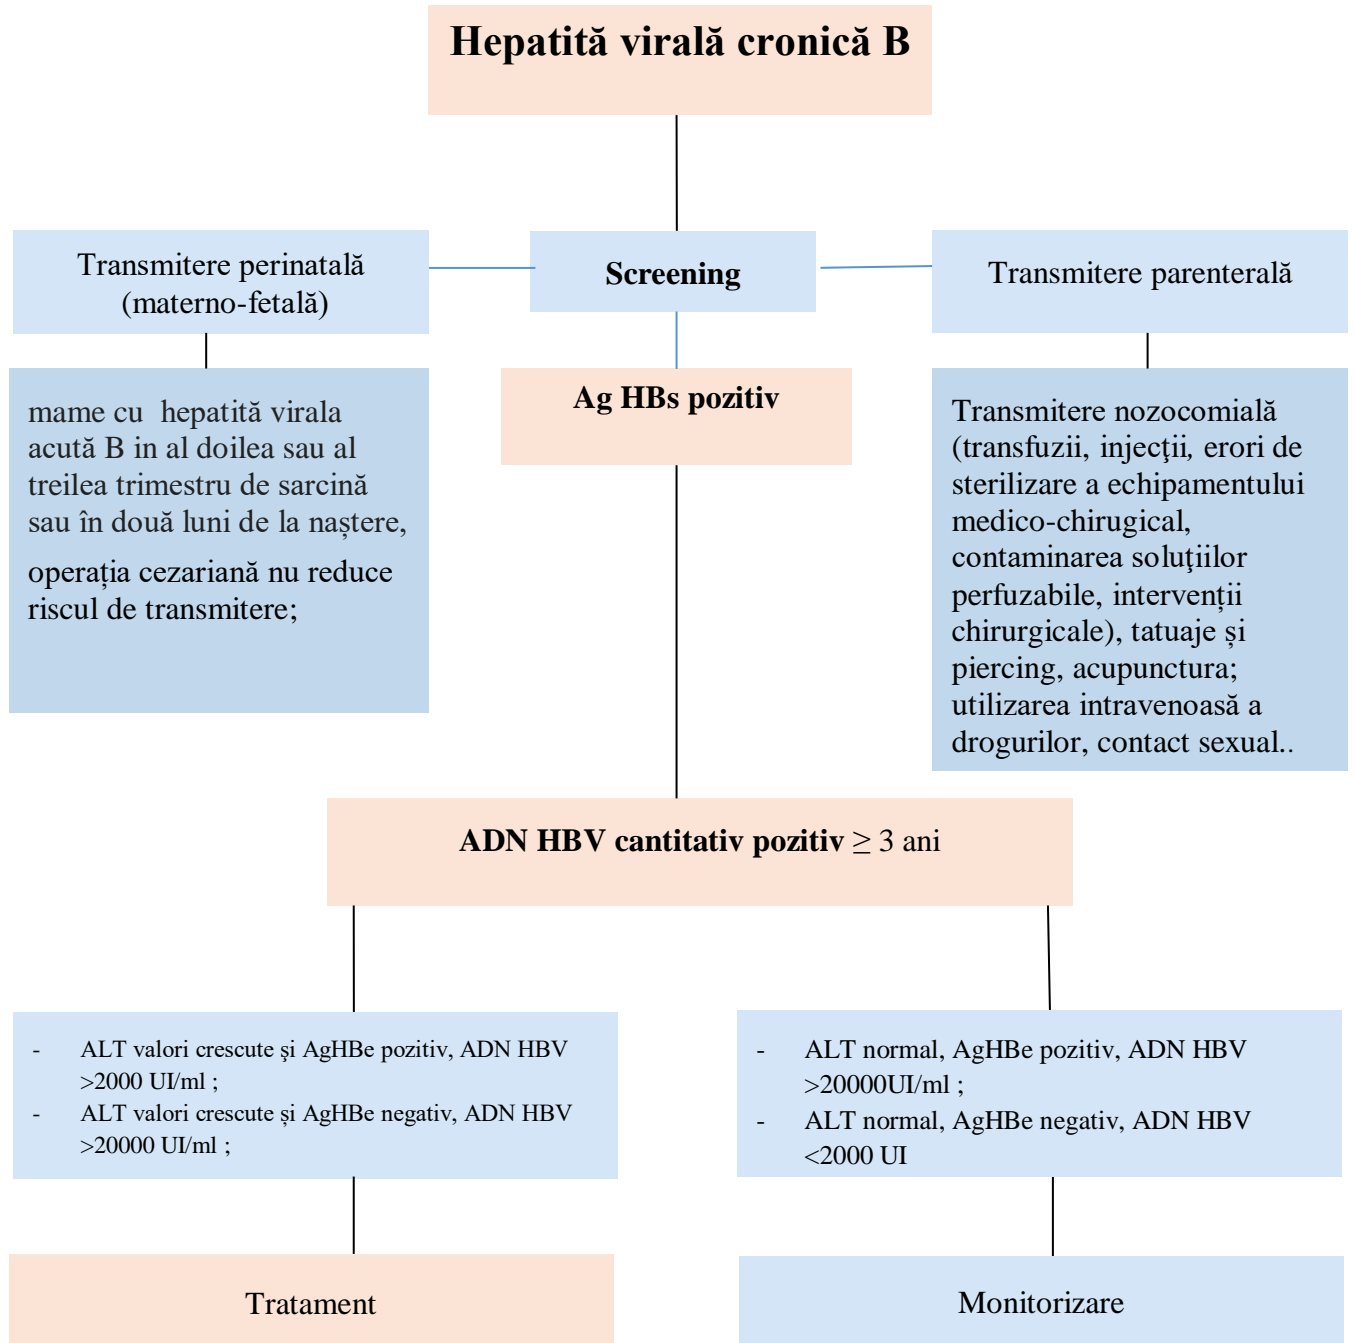 Hepatită virală cronică B
Transmitere perinatală
(materno-fetală)
Screening
Transmitere parenterală
mame cu hepatită virala
acută B in al doilea sau al
treilea trimestru de sarcină
sau în două luni de la naștere,
operația cezariană nu reduce
riscul de transmitere;
Ag HBs pozitiv
Transmitere nozocomială
(transfuzii, injecţii, erori de
sterilizare a echipamentului
medico-chirugical,
contaminarea soluţiilor
perfuzabile, intervenții
chirurgicale), tatuaje și
piercing, acupunctura;
utilizarea intravenoasă a
drogurilor, contact sexual..
ADN HBV cantitativ pozitiv ≥ 3 ani
- ALT valori crescute şi AgHBe pozitiv, ADN HBV
>2000 UI/ml ;
- ALT valori crescute și AgHBe negativ, ADN HBV
>20000 UI/ml ;
- ALT normal, AgHBe pozitiv, ADN HBV
>20000UI/ml ;
- ALT normal, AgHBe negativ, ADN HBV
<2000 UI
Tratament
Monitorizare